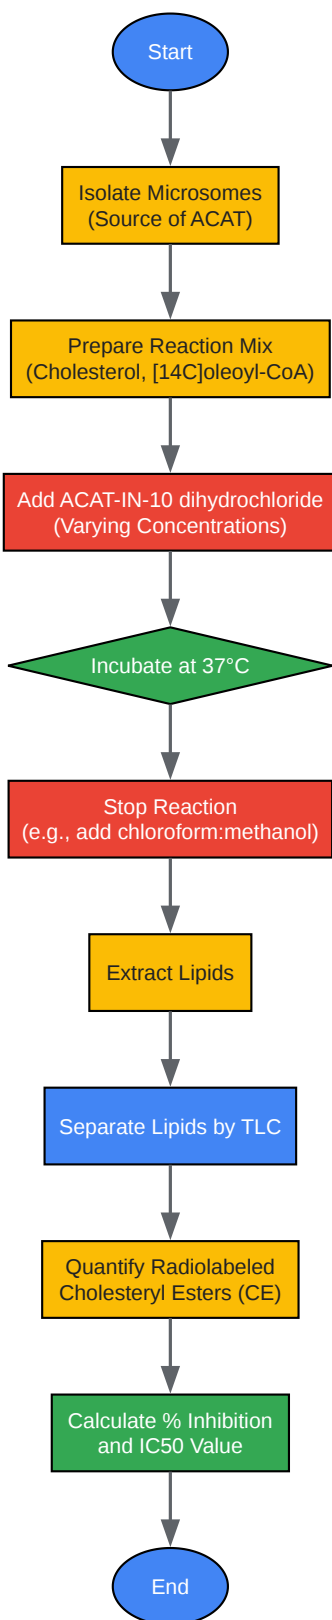 Start
Isolate Microsomes
(Source of ACAT)
Prepare Reaction Mix
(Cholesterol, [14C]oleoyl-CoA)
Add ACAT-IN-10 dihydrochloride
(Varying Concentrations)
Incubate at 37°C
Stop Reaction
(e.g., add chloroform:methanol)
Extract Lipids
Separate Lipids by TLC
Quantify Radiolabeled
Cholesteryl Esters (CE)
Calculate % Inhibition
and IC50 Value
End